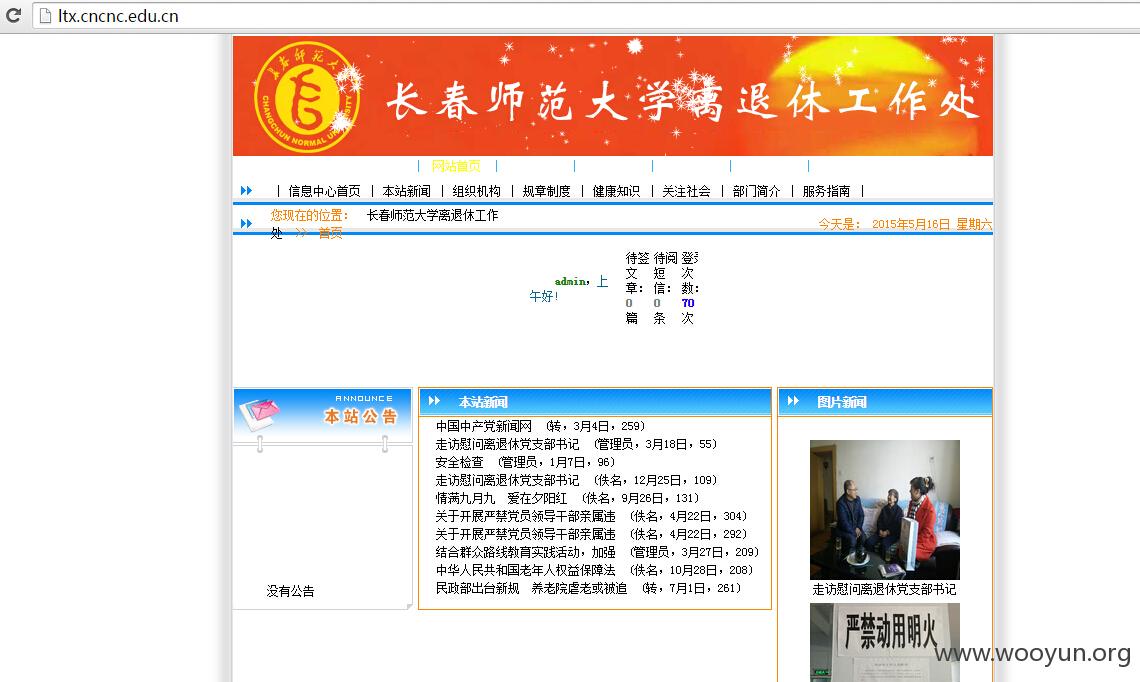 ltx.cncnc.edu.cn
长春师范大学
CHANGCHUN NORMAL UNIVERSITY
长春师范大学离退休工作处
网站首页
| 信息中心首页 | 本站新闻 | 组织机构 | 规章制度 | 健康知识 | 关注社会 | 部门简介 | 服务指南 |
您现在的位置: 长春师范大学离退休工作
处 >> 首页
今天是: 2015年5月16日 星期六
admin,上
午好!
待签 待阅 登录
文 短 次
章: 信: 数:
0 0 70
篇 条 次
ANNOUNCE
本站公告
没有公告
本站新闻
中国中产党新闻网 (转,3月4日,259)
走访慰问离退休党支部书记 (管理员,3月18日,55)
安全检查 (管理员,1月7日,96)
走访慰问离退休党支部书记 (佚名,12月25日,109)
情满九月九 爱在夕阳红 (佚名,9月26日,131)
关于开展严禁党员领导干部亲属违 (佚名,4月22日,304)
关于开展严禁党员领导干部亲属违 (佚名,4月22日,292)
结合群众路线教育实践活动,加强 (管理员,3月27日,209)
中华人民共和国老年人权益保障法 (佚名,10月28日,208)
民政部出台新规 养老院虐老或被追 (转,7月1日,261)
图片新闻
走访慰问离退休党支部书记
严禁动用明火
www.wooyun.org